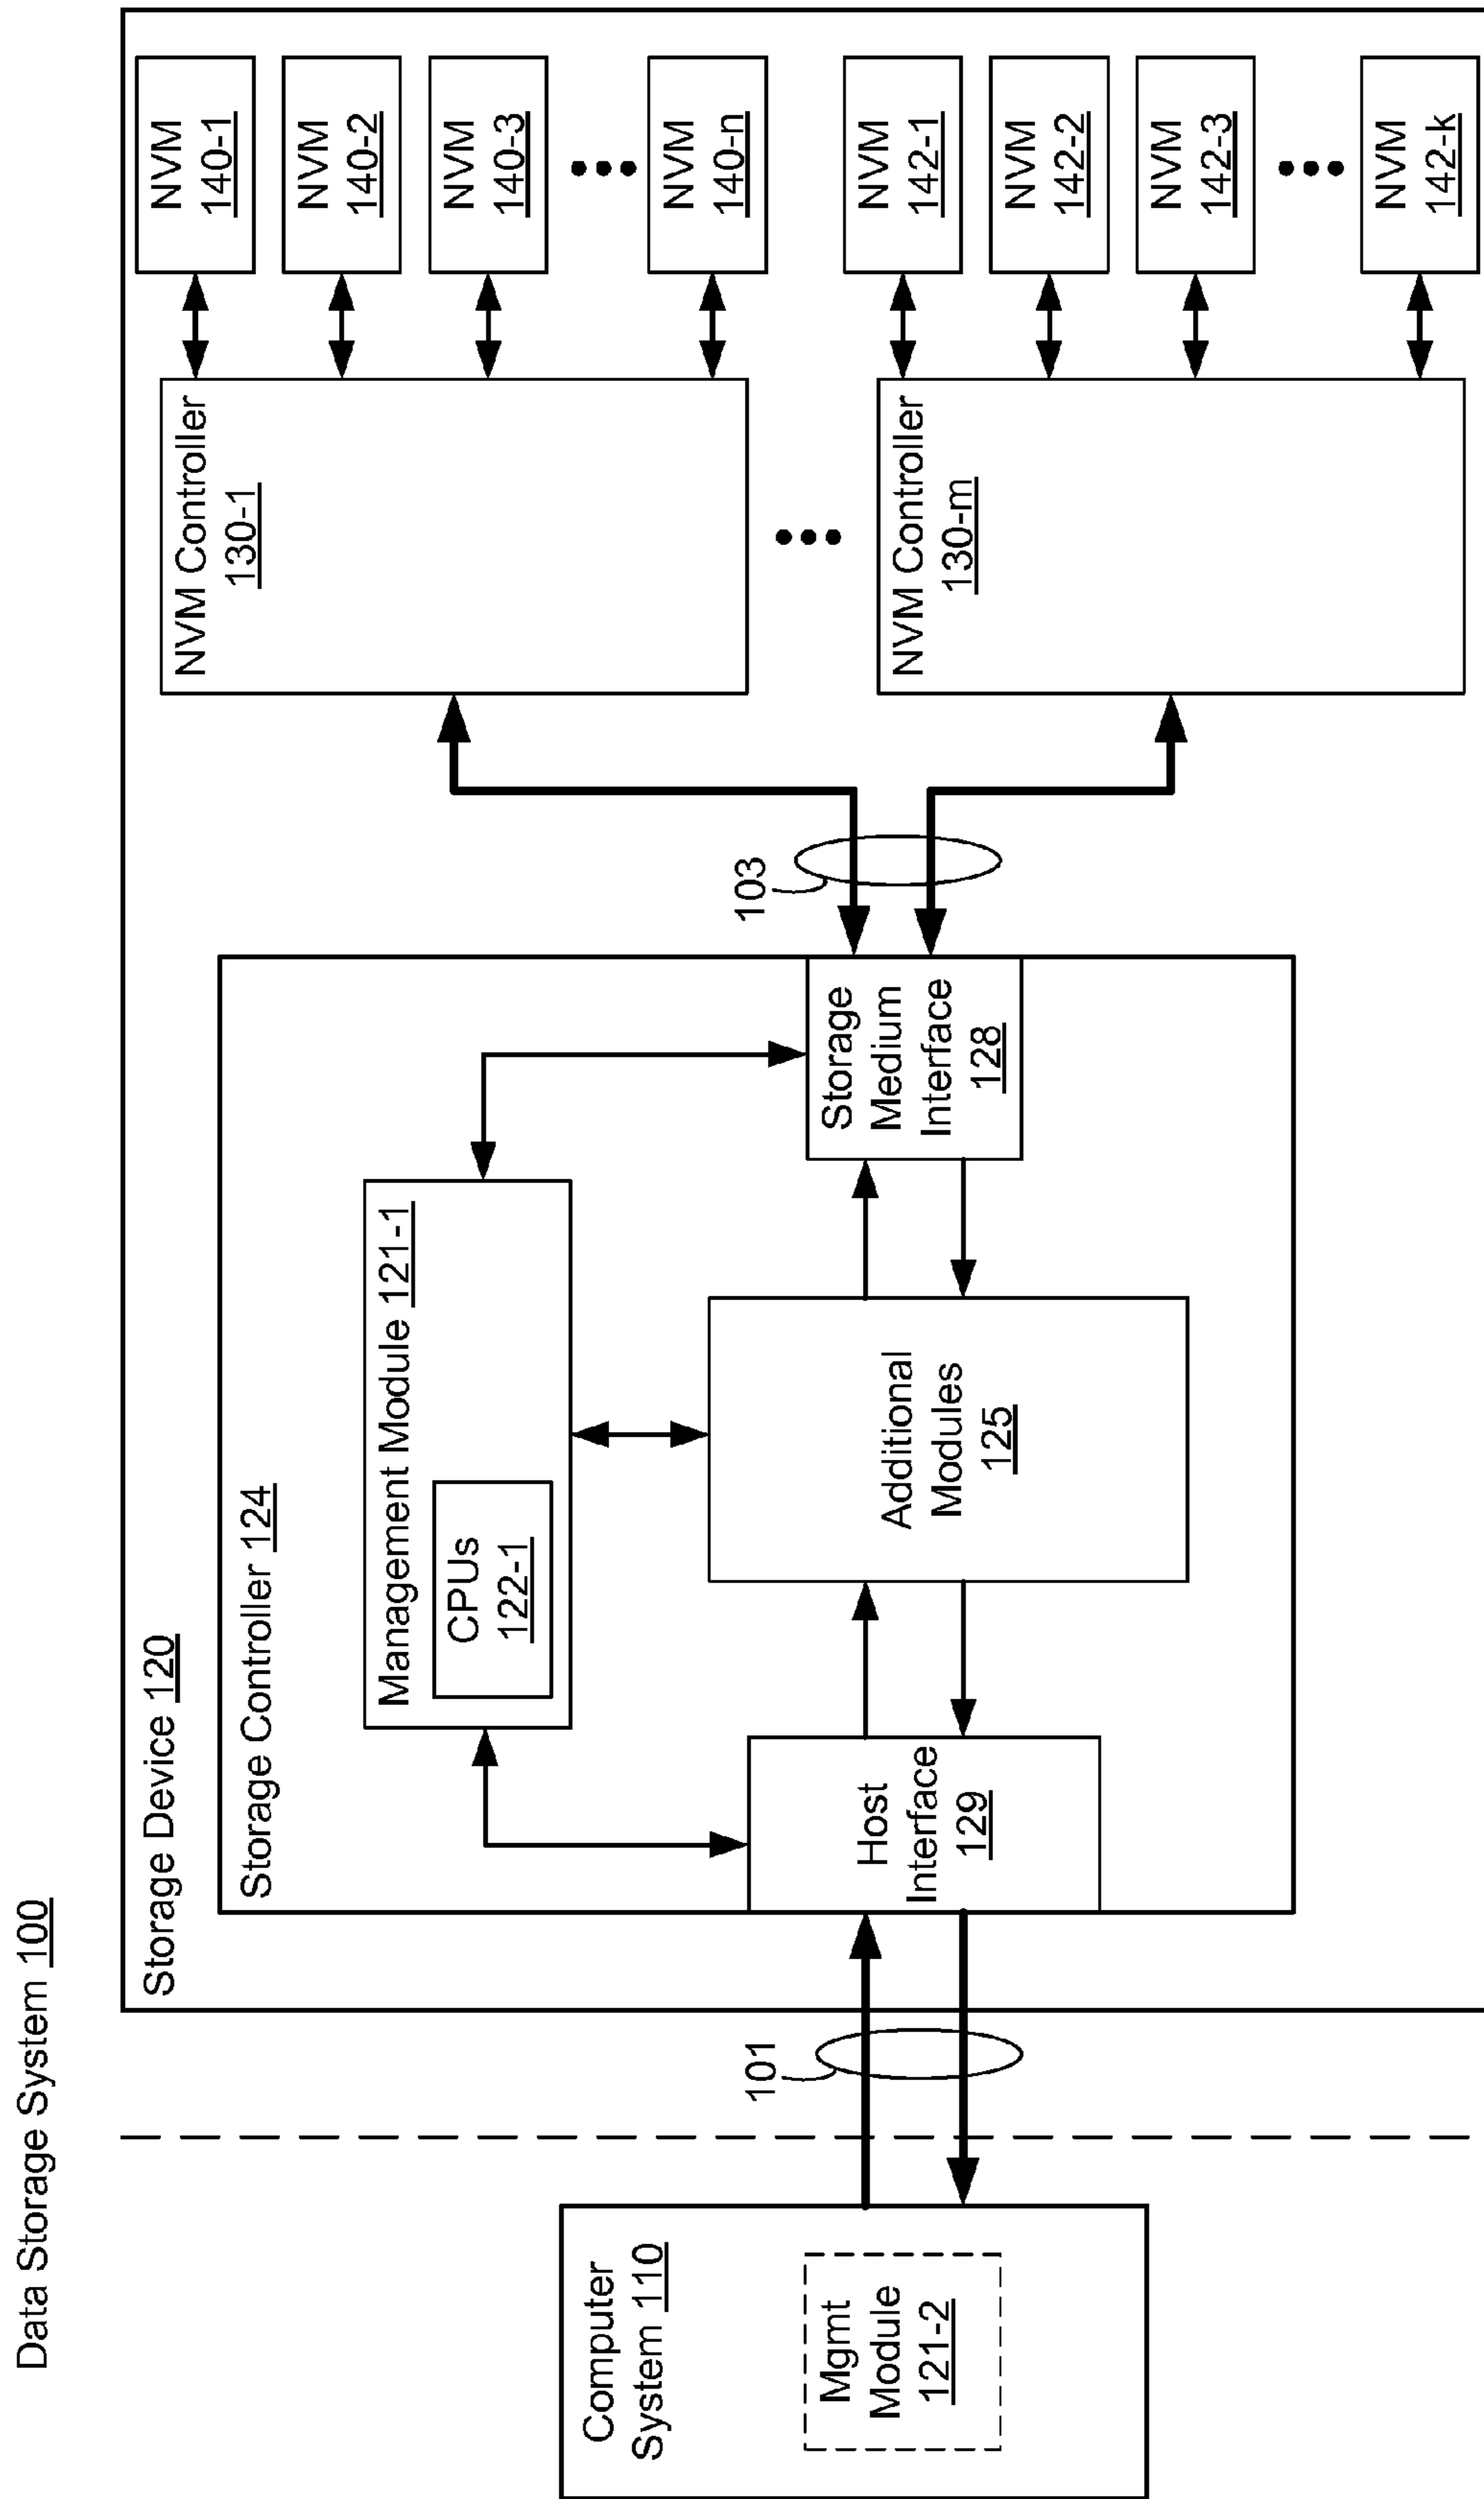 Data Storage System 100
Computer
System 110
Mgmt
Module
121-2
101
Storage Device 120
Storage Controller 124
Management Module 121-1
CPUs
122-1
Host
Interface
129
Additional
Modules
125
Storage
Medium
Interface
128
103
NVM Controller
130-1
NVM Controller
130-m
NVM
140-1
NVM
140-2
NVM
140-3
NVM
140-n
NVM
142-1
NVM
142-2
NVM
142-3
NVM
142-k